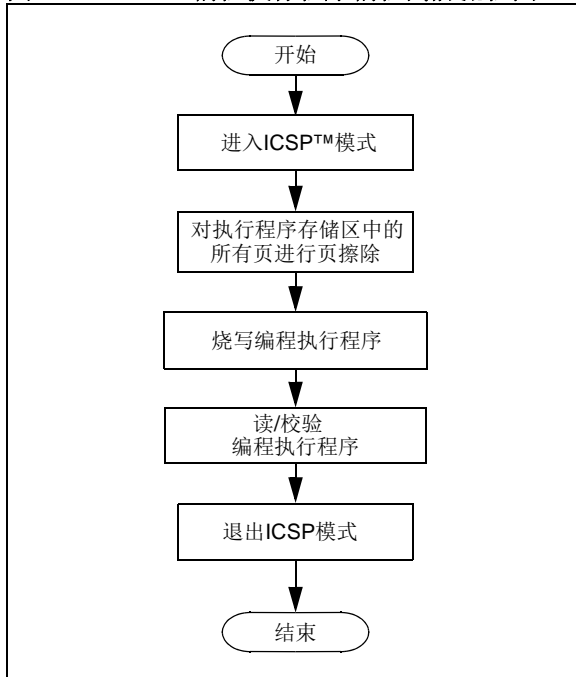 开始
进入ICSP™模式
对执行程序存储区中的
所有页进行页擦除
烧写编程执行程序
读/校验
编程执行程序
退出ICSP模式
结束